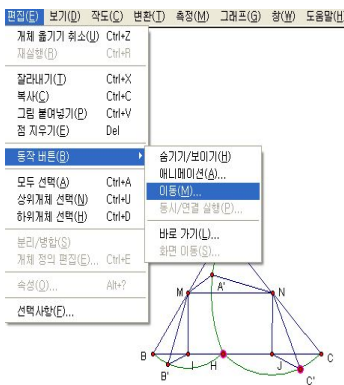 편집(E) 보기(D) 작도(C) 변환(T) 측정(M) 그래프(G) 창(W) 도움말(H)
개체 옮기기 취소(U) Ctrl+Z
재실행(R) Ctrl+R
잘라내기(T) Ctrl+X
복사(C) Ctrl+C
그림 붙여넣기(P) Ctrl+V
점 지우기(E) Del
동작 버튼(B)
숨기기/보이기(H)
애니메이션(A)...
이동(M)...
동시/연결 실행(P)...
바로 가기(L)...
화면 이동(S)...
모두 선택(A) Ctrl+A
상위개체 선택(N) Ctrl+U
하위개체 선택(H) Ctrl+D
분리/병합(S)
개체 정의 편집(E)... Ctrl+E
속성(O)... Alt+?
선택사항(F)...
M A' N
B I H J C
B' C'